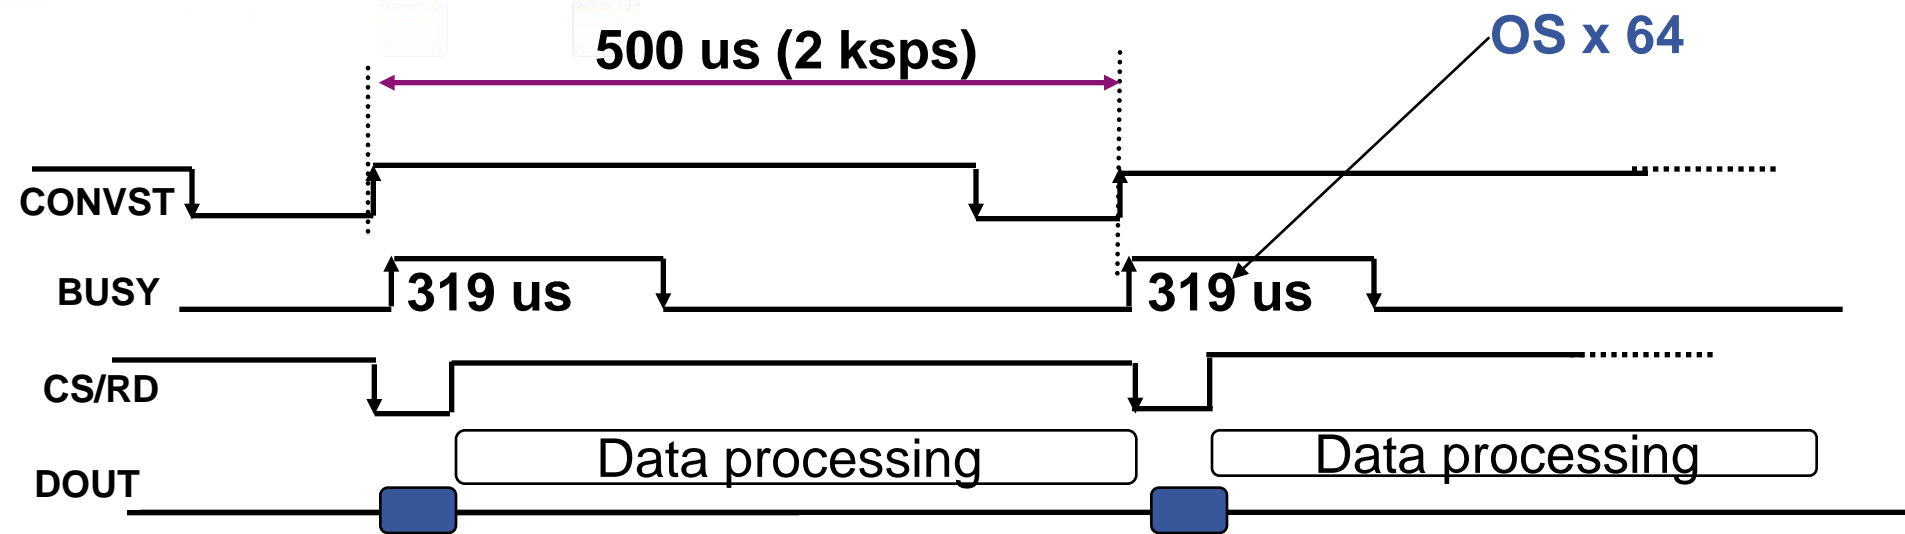 OS x 64
500 us (2 ksps)
CONVST
BUSY
319 us
319 us
CS/RD
Data processing
Data processing
DOUT